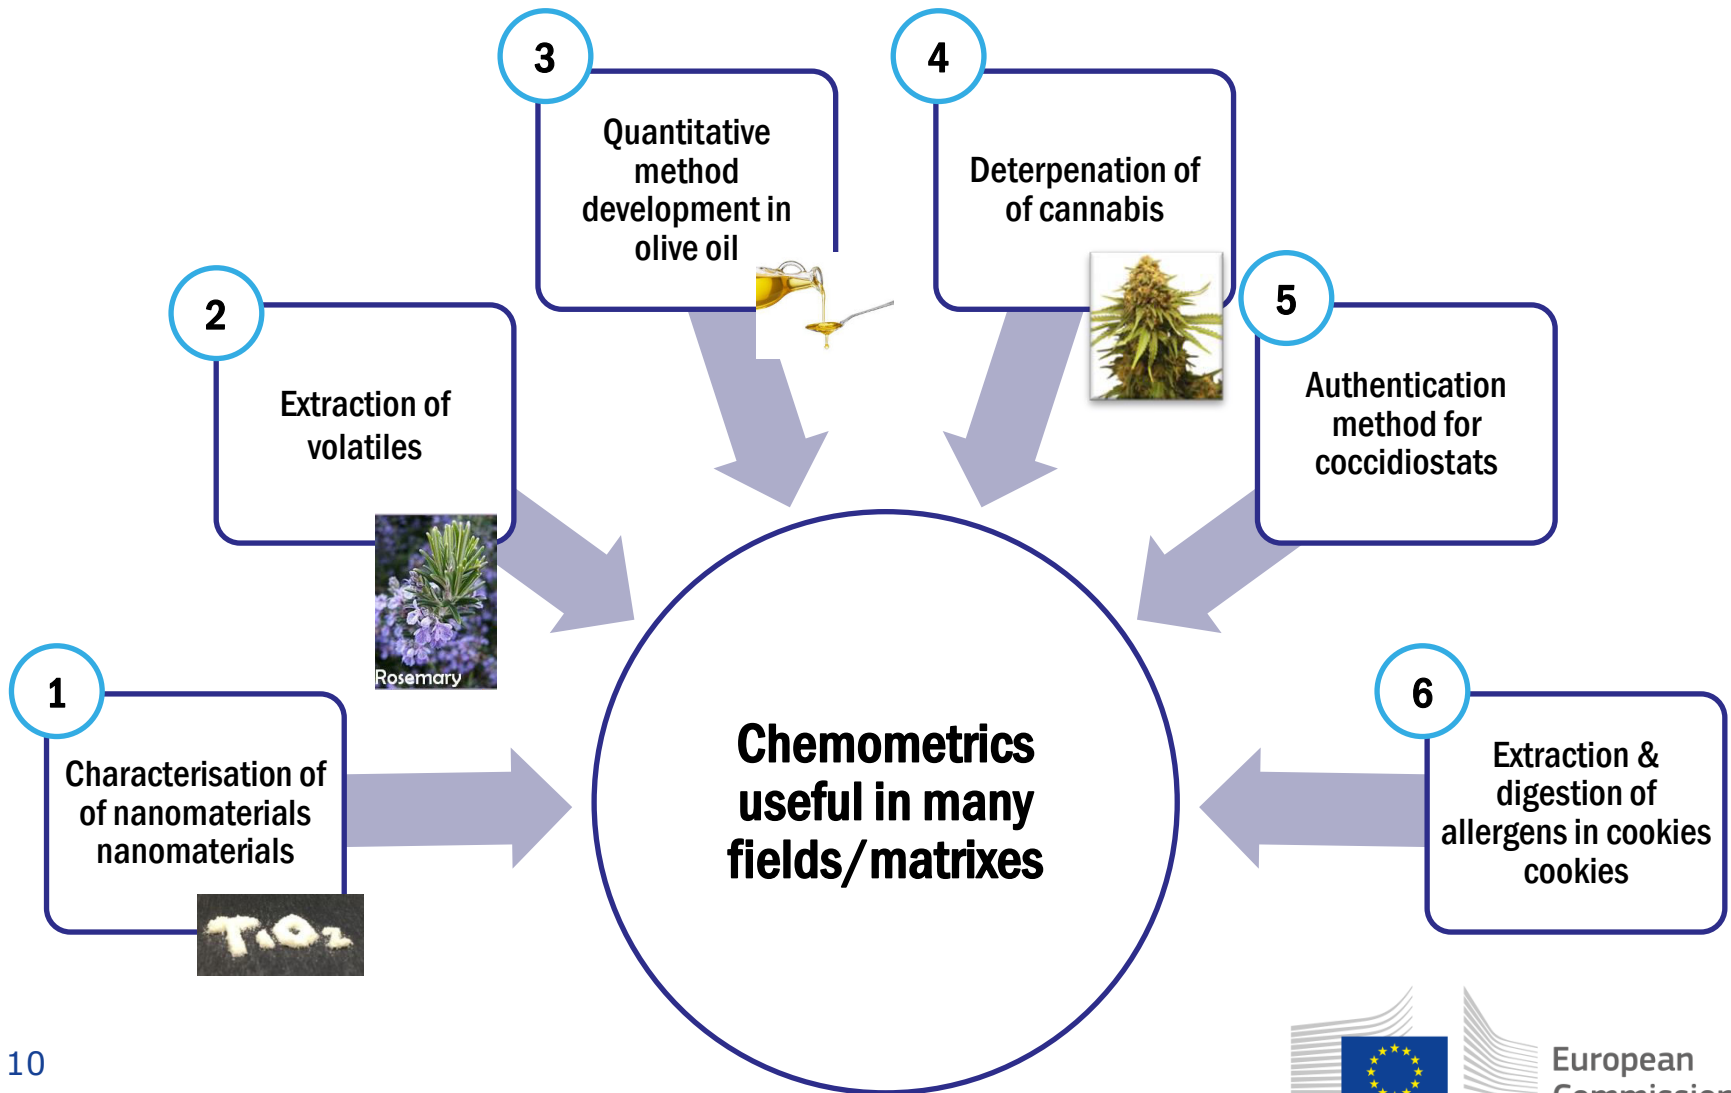 1
Characterisation of
of nanomaterials
nanomaterials
TiO2
2
Extraction of
volatiles
Rosemary
3
Quantitative
method
development in
olive oil
4
Deterpenation of
of cannabis
5
Authentication
method for
coccidiostats
6
Extraction &
digestion of
allergens in cookies
cookies
Chemometrics
useful in many
fields/matrixes
10
European
Commission